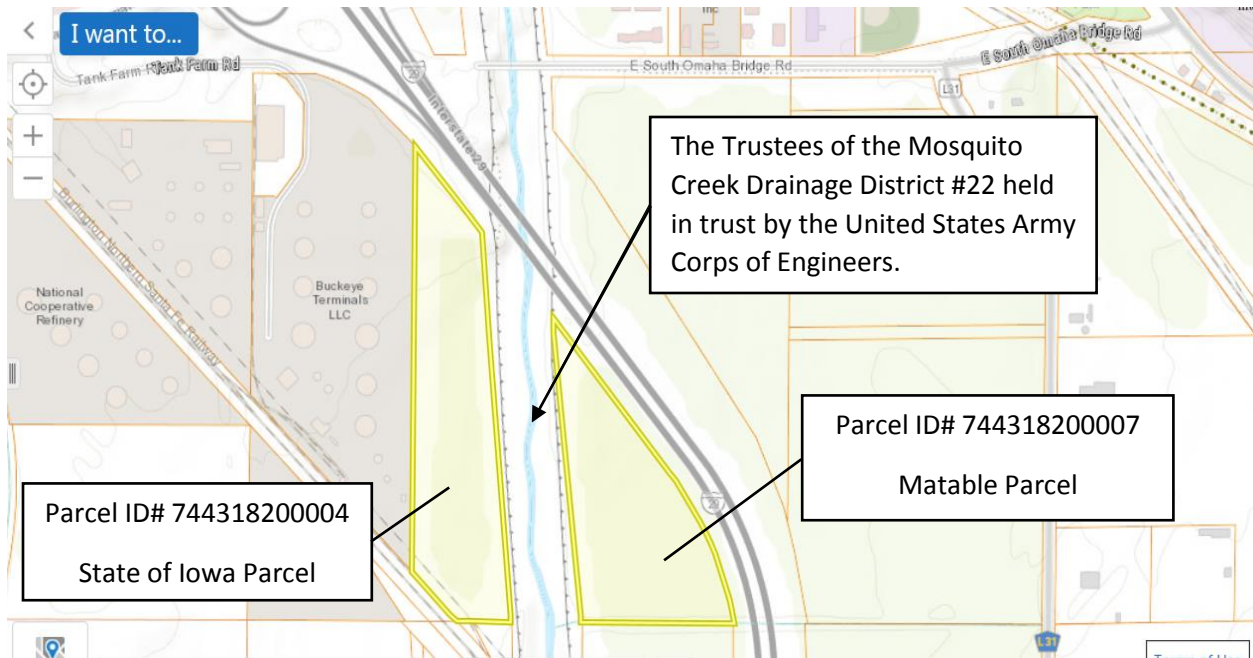 I want to...
Tank Farm Rd
Tank Farm Rd
E South Omaha Bridge Rd
E South Omaha Bridge Rd
Inc
L31
29
Interstate 29
The Trustees of the Mosquito
Creek Drainage District #22 held
in trust by the United States Army
Corps of Engineers.
Burlington Northern Santa Fe Railway
National
Cooperative
Refinery
Buckeye
Terminals
LLC
Parcel ID# 744318200007
Matable Parcel
29
Parcel ID# 744318200004
State of Iowa Parcel
L31